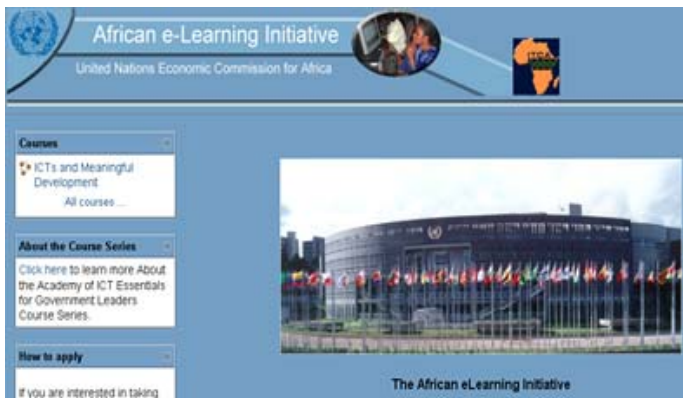 African e-Learning Initiative
United Nations Economic Commission for Africa
ITCA
Courses
ICTs and Meaningful
Development
All courses ...
About the Course Series
Click here to learn more About
the Academy of ICT Essentials
for Government Leaders
Course Series.
How to apply
If you are interested in taking
The African eLearning Initiative